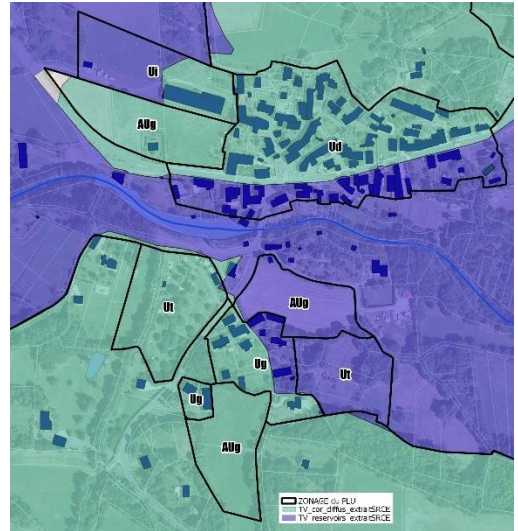 Ui
AUg
Ud
AUg
Ut
Ug
Ut
Ug
AUg
ZONAGE du PLU
TV_cor_diffus_extraitSRCE
TV_reservoirs_extraitSRCE